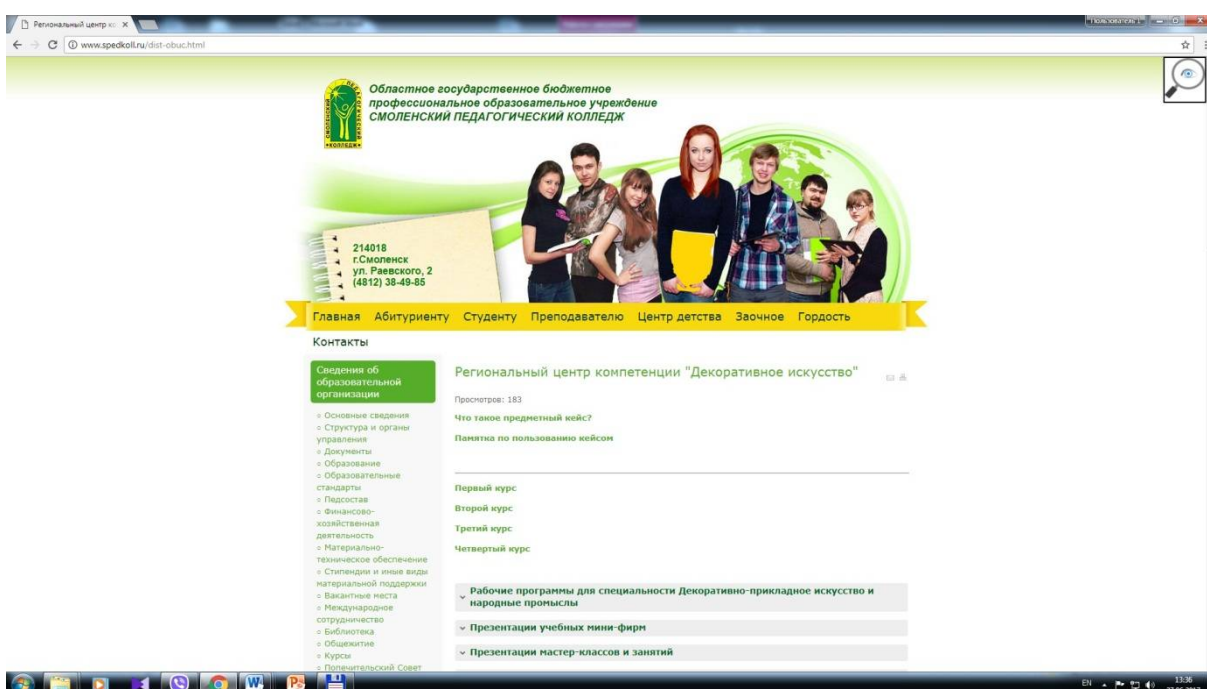 Региональный центр ко
Пользователь 1
www.spedkoll.ru/dist-obuc.html
Областное государственное бюджетное
профессиональное образовательное учреждение
СМОЛЕНСКИЙ ПЕДАГОГИЧЕСКИЙ КОЛЛЕДЖ
СМОЛЕНСКИЙ
ПЕДАГОГИЧЕСКИЙ
•КОЛЛЕДЖ•
214018
г.Смоленск
ул. Раевского, 2
(4812) 38-49-85
Главная Абитуриенту Студенту Преподавателю Центр детства Заочное Гордость
Контакты
Сведения об
образовательной
организации
Основные сведения
Структура и органы
управления
Документы
Образование
Образовательные
стандарты
Педсостав
Финансово-
хозяйственная
деятельность
Материально-
техническое обеспечение
Стипендии и иные виды
материальной поддержки
Вакантные места
Международное
сотрудничество
Библиотека
Общежитие
Курсы
Попечительский Совет
Региональный центр компетенции "Декоративное искусство"
Просмотров: 183
Что такое предметный кейс?
Памятка по пользованию кейсом
Первый курс
Второй курс
Третий курс
Четвертый курс
Рабочие программы для специальности Декоративно-прикладное искусство и
народные промыслы
Презентации учебных мини-фирм
Презентации мастер-классов и занятий
EN
13:36